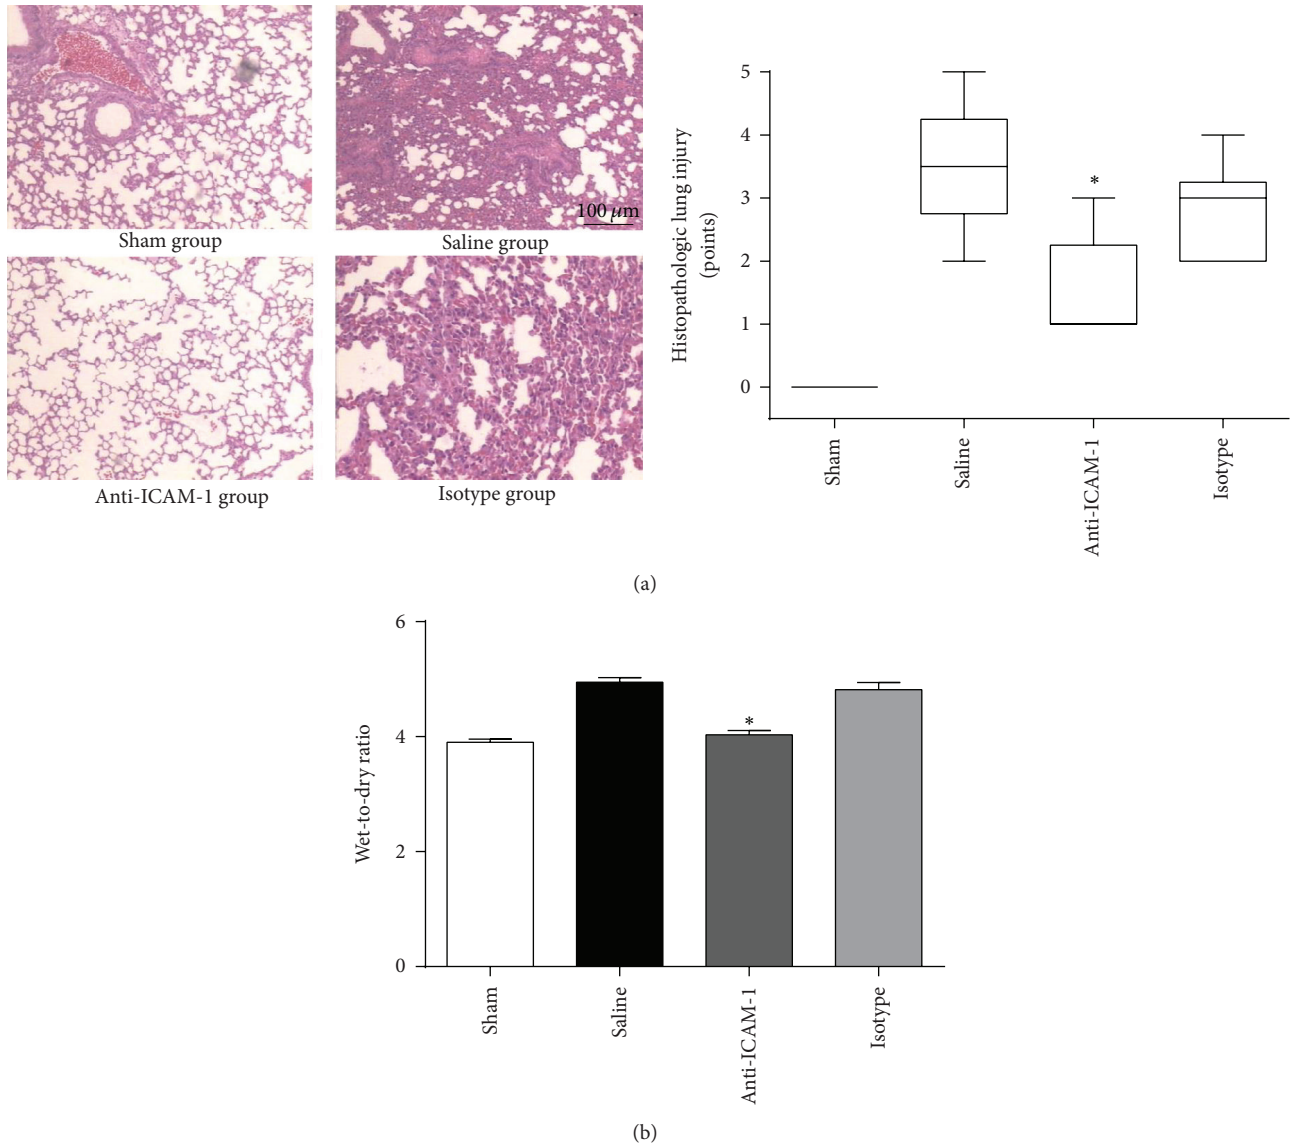 100 μm
Sham group
Saline group
Anti-ICAM-1 group
Isotype group
Histopathologic lung injury
(points)
5
4
3
2
1
0
*
Sham
Saline
Anti-ICAM-1
Isotype
(a)
Wet-to-dry ratio
6
4
2
0
*
Sham
Saline
Anti-ICAM-1
Isotype
(b)